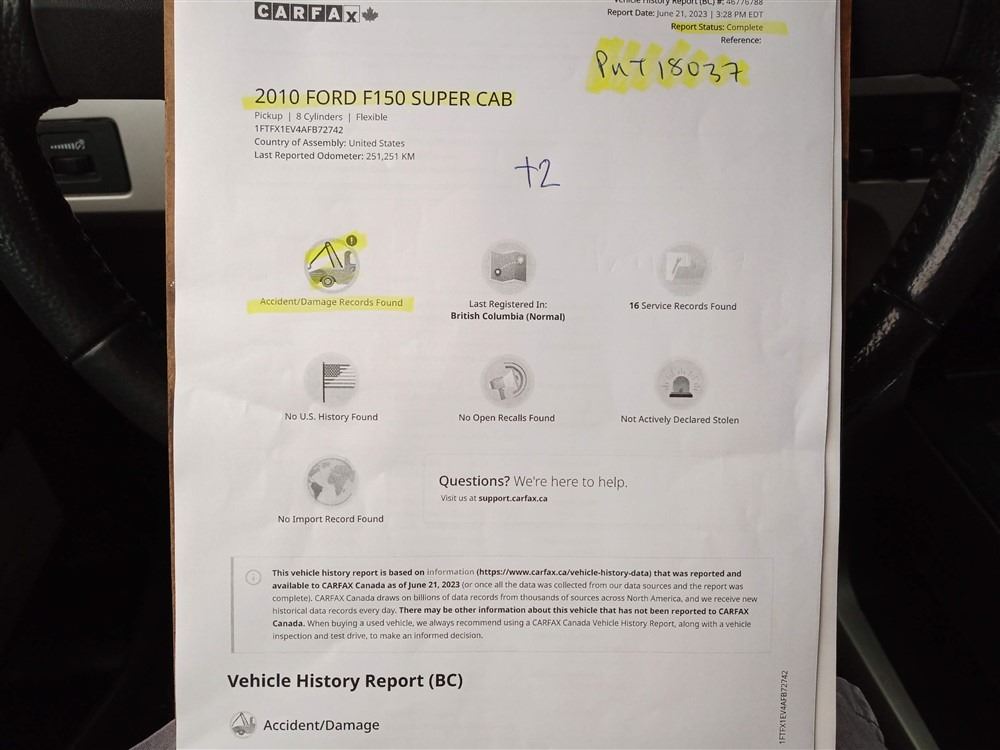 CARFAX
Vehicle History Report (BC) #: 46776788
Report Date: June 21, 2023 | 3:28 PM EDT
Report Status: Complete
Reference:
PNT 18037
2010 FORD F150 SUPER CAB
Pickup | 8 Cylinders | Flexible
1FTFX1EV4AFB72742
Country of Assembly: United States
Last Reported Odometer: 251,251 KM
+2
Accident/Damage Records Found
Last Registered In:
British Columbia (Normal)
16 Service Records Found
No U.S. History Found
No Open Recalls Found
Not Actively Declared Stolen
No Import Record Found
Questions? We're here to help.
Visit us at support.carfax.ca
This vehicle history report is based on information (https://www.carfax.ca/vehicle-history-data) that was reported and
available to CARFAX Canada as of June 21, 2023 (or once all the data was collected from our data sources and the report was
complete). CARFAX Canada draws on billions of data records from thousands of sources across North America, and we receive new
historical data records every day. There may be other information about this vehicle that has not been reported to CARFAX
Canada. When buying a used vehicle, we always recommend using a CARFAX Canada Vehicle History Report, along with a vehicle
inspection and test drive, to make an informed decision.
Vehicle History Report (BC)
Accident/Damage
1FTFX1EV4AFB72742